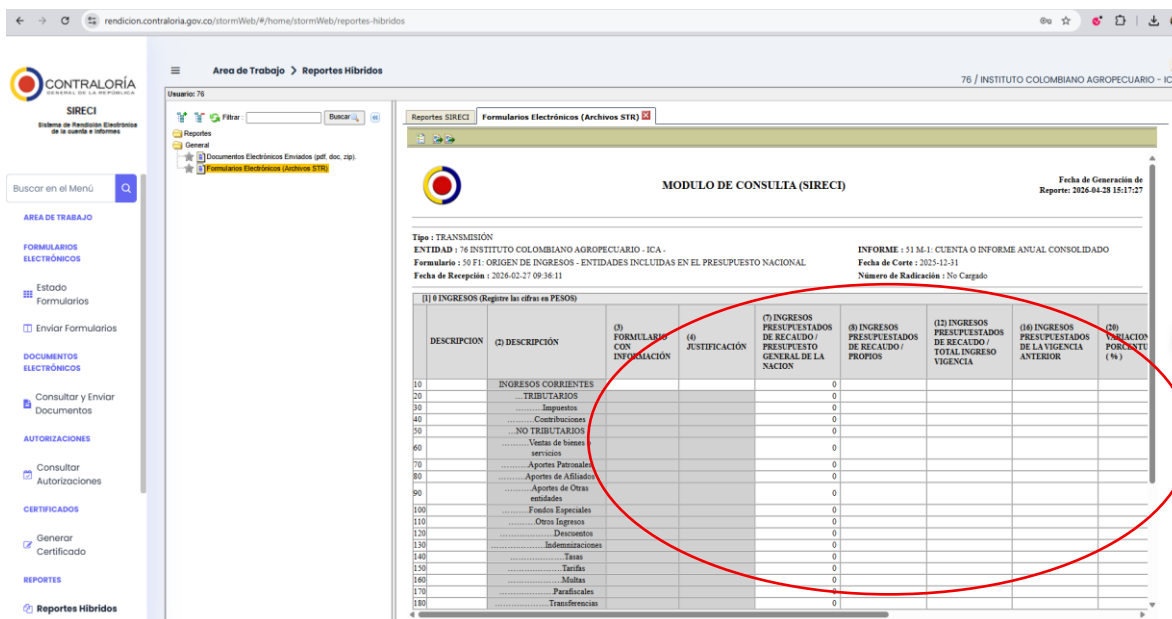 rendicion.contraloria.gov.co/stormWeb/#/home/stormWeb/reportes-hibridos
CONTRALORÍA
GENERAL DE LA REPÚBLICA
SIRECI
Sistema de Rendición Electrónica
de la cuenta e informes
Buscar en el Menú
AREA DE TRABAJO
FORMULARIOS
ELECTRÓNICOS
Estado
Formularios
Enviar Formularios
DOCUMENTOS
ELECTRÓNICOS
Consultar y Enviar
Documentos
AUTORIZACIONES
Consultar
Autorizaciones
CERTIFICADOS
Generar
Certificado
REPORTES
Reportes Híbridos
Area de Trabajo > Reportes Hibridos
76 / INSTITUTO COLOMBIANO AGROPECUARIO - IC
Usuario: 76
Filtrar: Buscar
Reportes
General
Documentos Electrónicos Enviados (pdf, doc, zip)
Formularios Electrónicos (Archivos STR)
Reportes SIRECI
Formularios Electrónicos (Archivos STR)
MODULO DE CONSULTA (SIRECI)
Fecha de Generación de
Reporte: 2026-04-28 15:17:27
Tipo : TRANSMISIÓN
ENTIDAD : 76 INSTITUTO COLOMBIANO AGROPECUARIO - ICA -
INFORME : 51 M-1: CUENTA O INFORME ANUAL CONSOLIDADO
Formulario : 50 F1: ORIGEN DE INGRESOS - ENTIDADES INCLUIDAS EN EL PRESUPUESTO NACIONAL
Fecha de Corte : 2025-12-31
Fecha de Recepción : 2026-02-27 09:36:11
Número de Radicación : No Cargado
[1] 0 INGRESOS (Registre las cifras en PESOS)
DESCRIPCION
(2) DESCRIPCIÓN
(3)
FORMULARIO
CON
INFORMACIÓN
(4)
JUSTIFICACIÓN
(7) INGRESOS
PRESUPUESTADOS
DE RECAUDO /
PRESUPUESTO
GENERAL DE LA
NACION
(8) INGRESOS
PRESUPUESTADOS
DE RECAUDO /
PROPIOS
(12) INGRESOS
PRESUPUESTADOS
DE RECAUDO /
TOTAL INGRESO
VIGENCIA
(16) INGRESOS
PRESUPUESTADOS
DE LA VIGENCIA
ANTERIOR
(20)
VARIACION
PORCENTU
( % )
10 INGRESOS CORRIENTES 0
20 ...TRIBUTARIOS 0
30 ..........Impuestos 0
40 ..........Contribuciones 0
50 ...NO TRIBUTARIOS 0
60 ..........Ventas de bienes o
servicios 0
70 ..........Aportes Patronales 0
80 ..........Aportes de Afiliados 0
90 ..........Aportes de Otras
entidades 0
100 ..........Fondos Especiales 0
110 ..........Otros Ingresos 0
120 ....................Descuentos 0
130 ....................Indemnizaciones 0
140 ....................Tasas 0
150 ....................Tarifas 0
160 ....................Multas 0
170 ....................Parafiscales 0
180 ....................Transferencias 0